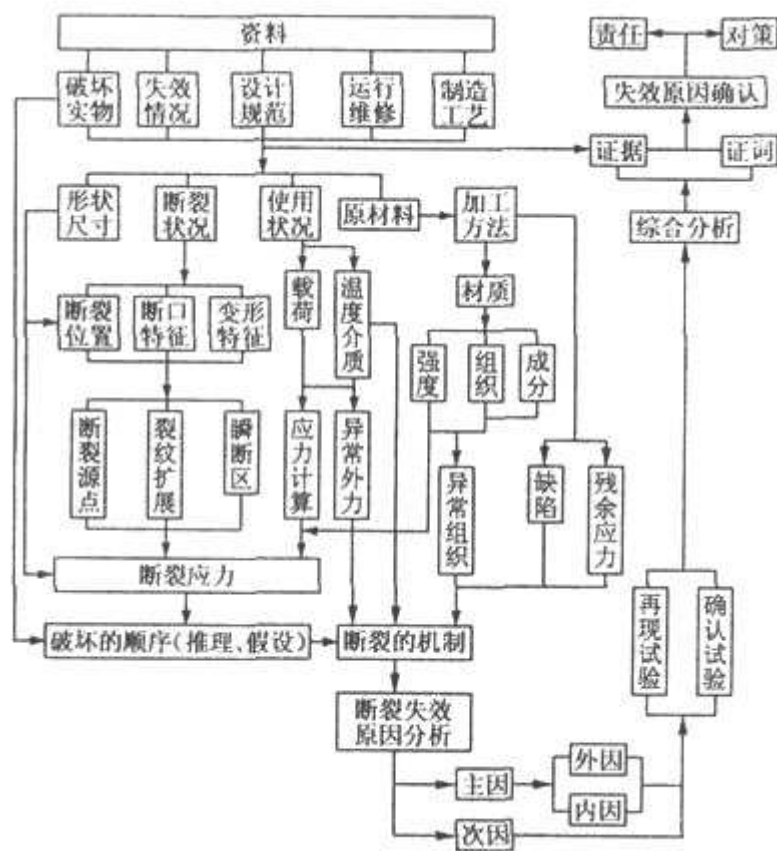 资料
责任
对策
破坏
实物
失效
情况
设计
规范
运行
维修
制造
工艺
失效原因确认
证据
证词
形状
尺寸
断裂
状况
使用
状况
原材料
加工
方法
综合分析
断裂
位置
断口
特征
变形
特征
载荷
温度介质
材质
强度
组织
成分
断裂源点
裂纹扩展
瞬断区
应力计算
异常外力
异常组织
缺陷
残余应力
断裂应力
再现试验
确认试验
破坏的顺序(推理、假设)
断裂的机制
断裂失效
原因分析
主因
外因
内因
次因